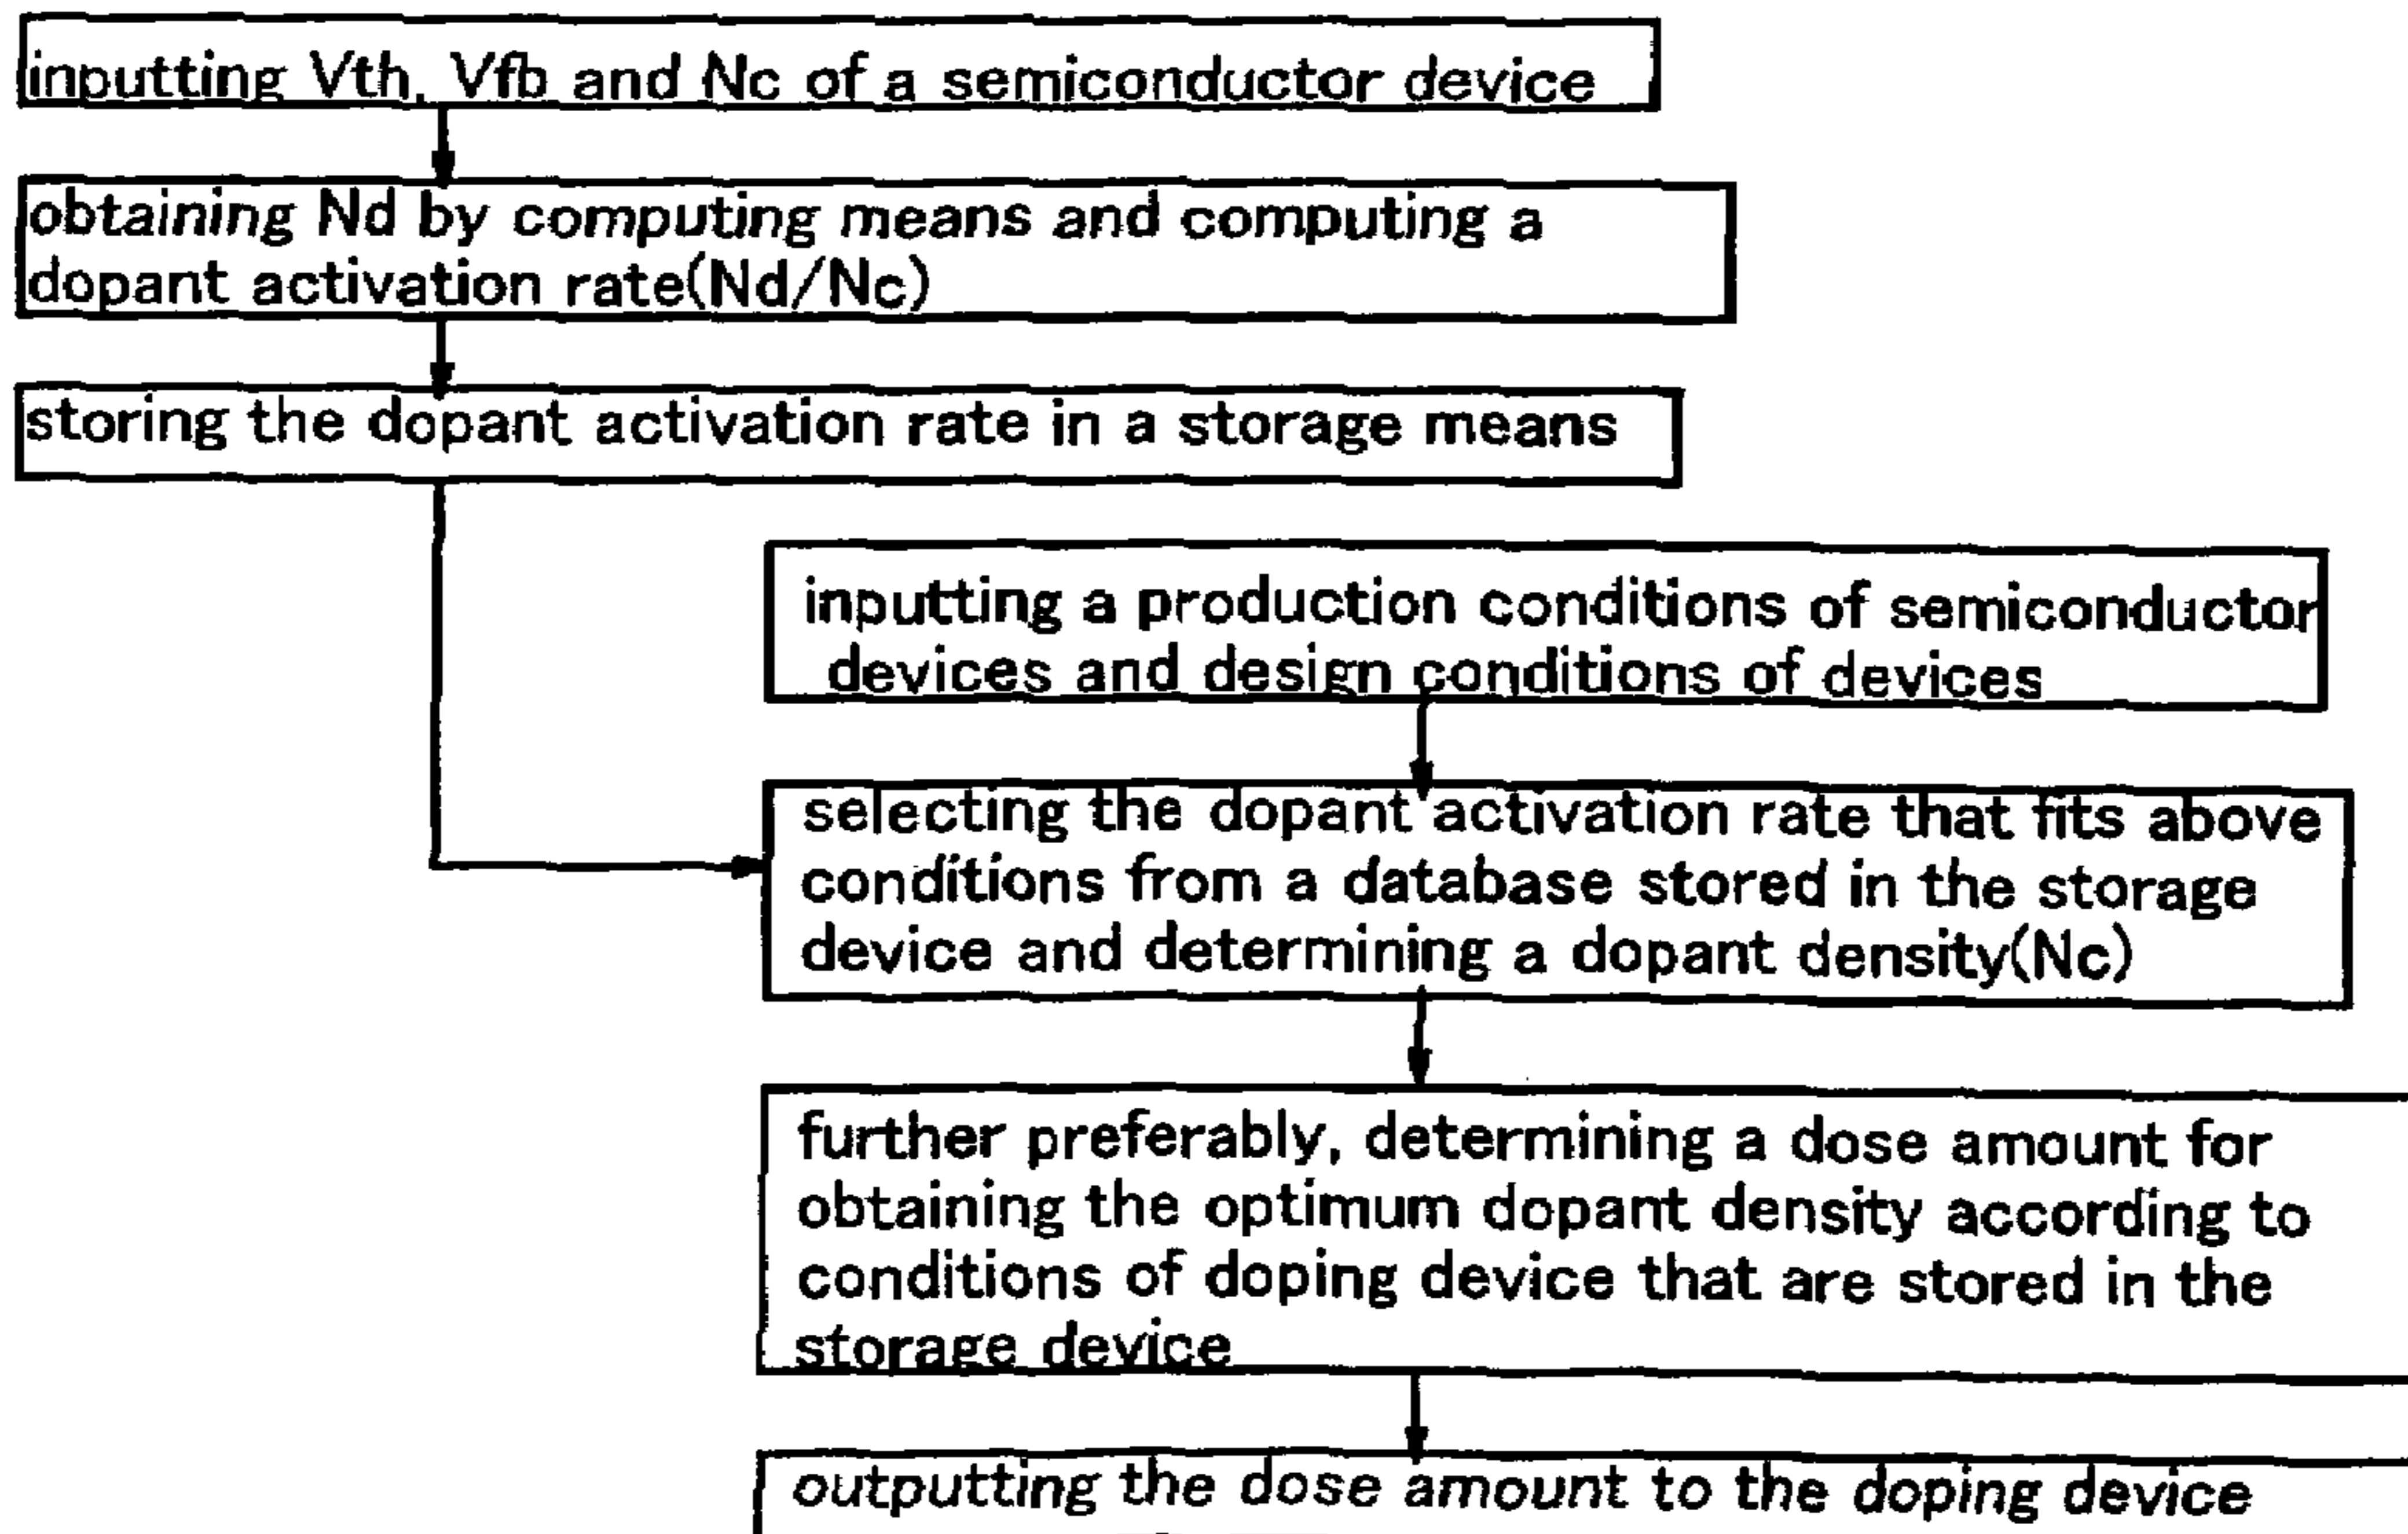 inputting Vth, Vfb and Nc of a semiconductor device
obtaining Nd by computing means and computing a
dopant activation rate(Nd/Nc)
storing the dopant activation rate in a storage means
inputting a production conditions of semiconductor
devices and design conditions of devices
selecting the dopant activation rate that fits above
conditions from a database stored in the storage
device and determining a dopant density(Nc)
further preferably, determining a dose amount for
obtaining the optimum dopant density according to
conditions of doping device that are stored in the
storage device
outputting the dose amount to the doping device